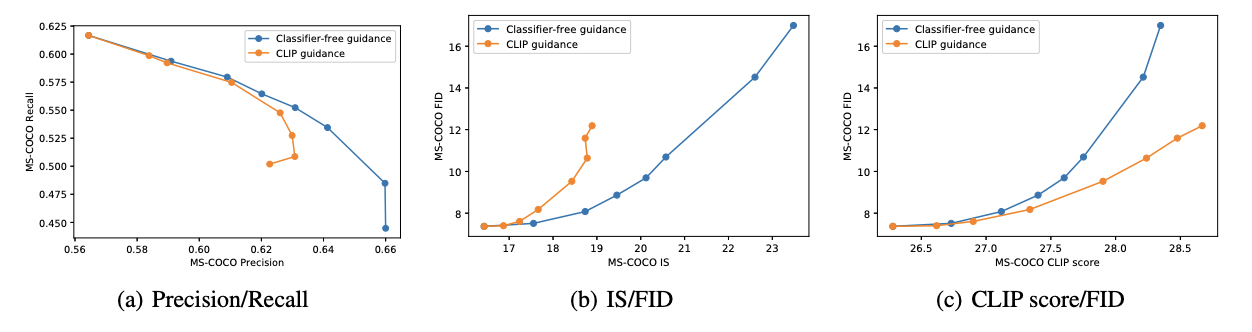 0.625
0.600
0.575
0.550
0.525
0.500
0.475
0.450
MS-COCO Recall
0.56
0.58
0.60
0.62
0.64
0.66
MS-COCO Precision
Classifier-free guidance
CLIP guidance
(a) Precision/Recall
16
14
12
10
8
MS-COCO FID
17
18
19
20
21
22
23
MS-COCO IS
Classifier-free guidance
CLIP guidance
(b) IS/FID
16
14
12
10
8
MS-COCO FID
26.5
27.0
27.5
28.0
28.5
MS-COCO CLIP score
Classifier-free guidance
CLIP guidance
(c) CLIP score/FID